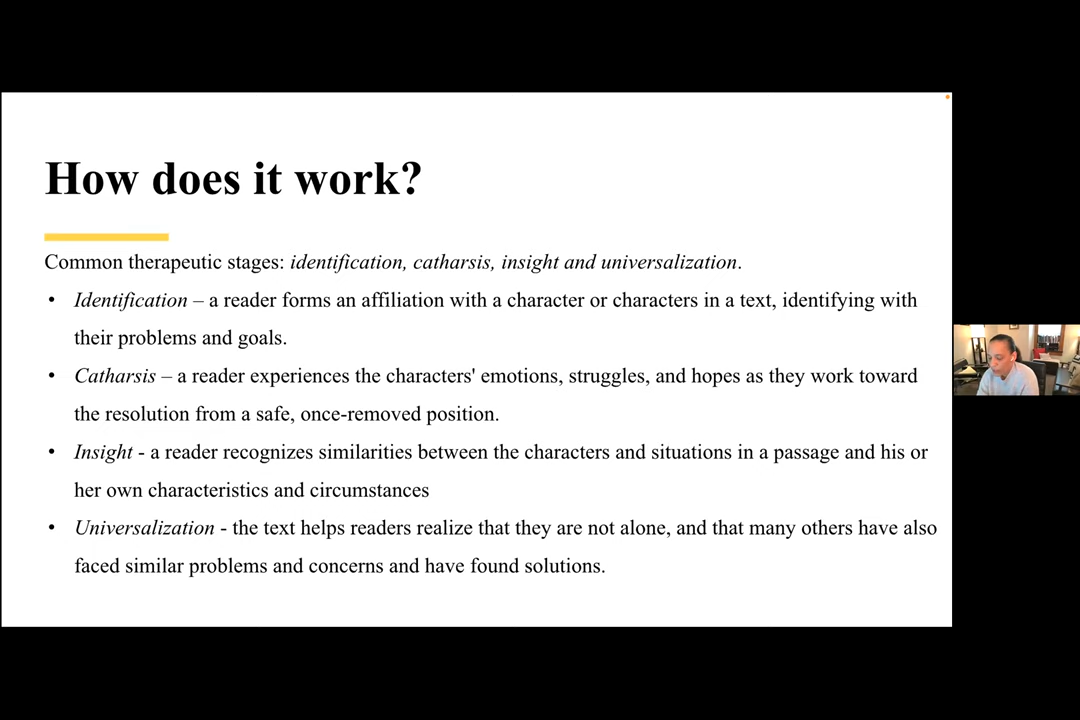 How does it work?
Common therapeutic stages: identification, catharsis, insight and universalization.
• Identification – a reader forms an affiliation with a character or characters in a text, identifying with
their problems and goals.
• Catharsis – a reader experiences the characters' emotions, struggles, and hopes as they work toward
the resolution from a safe, once-removed position.
• Insight - a reader recognizes similarities between the characters and situations in a passage and his or
her own characteristics and circumstances
• Universalization - the text helps readers realize that they are not alone, and that many others have also
faced similar problems and concerns and have found solutions.